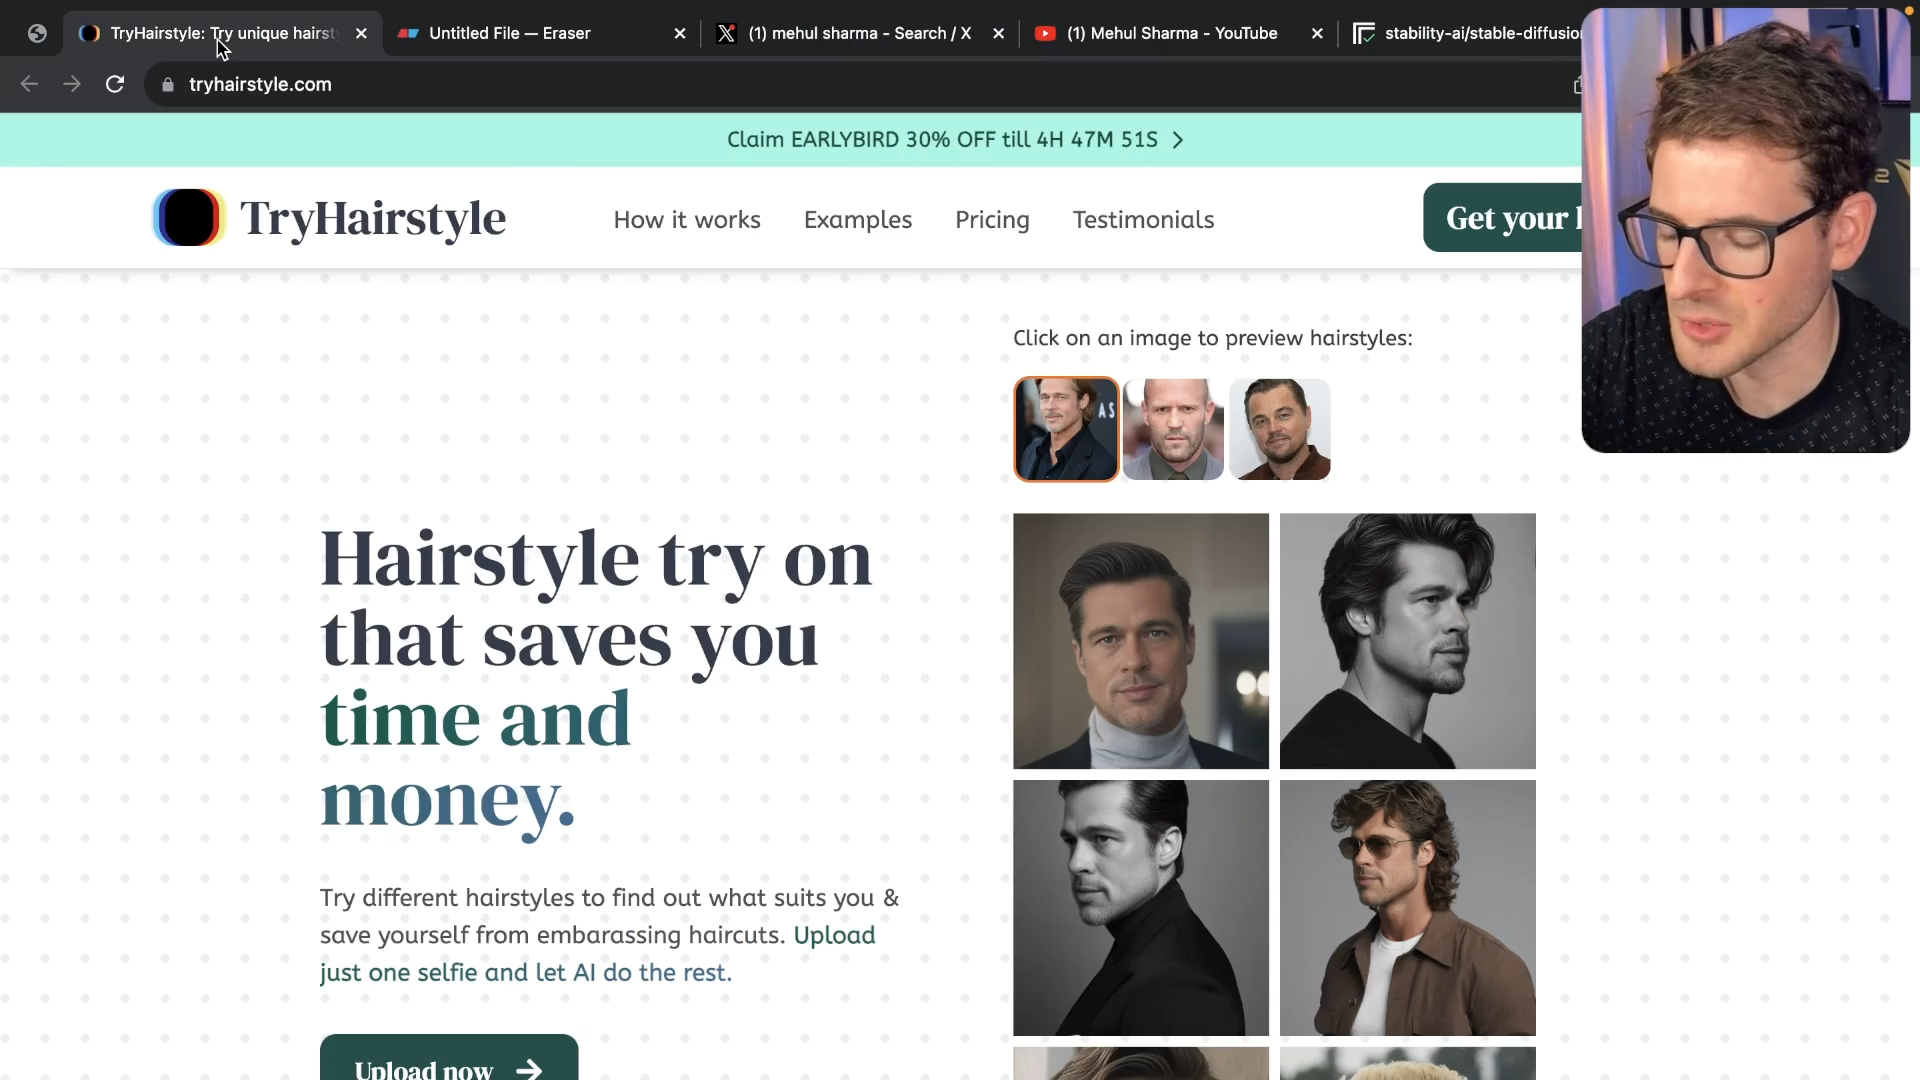 TryHairstyle: Try unique hairst
Untitled File — Eraser
(1) mehul sharma - Search / X
(1) Mehul Sharma - YouTube
stability-ai/stable-diffusion
tryhairstyle.com
Claim EARLYBIRD 30% OFF till 4H 47M 51S
TryHairstyle
How it works
Examples
Pricing
Testimonials
Get your
Click on an image to preview hairstyles:
AS
Hairstyle try on
that saves you
time and
money.
Try different hairstyles to find out what suits you &
save yourself from embarassing haircuts. Upload
just one selfie and let AI do the rest.
Upload now